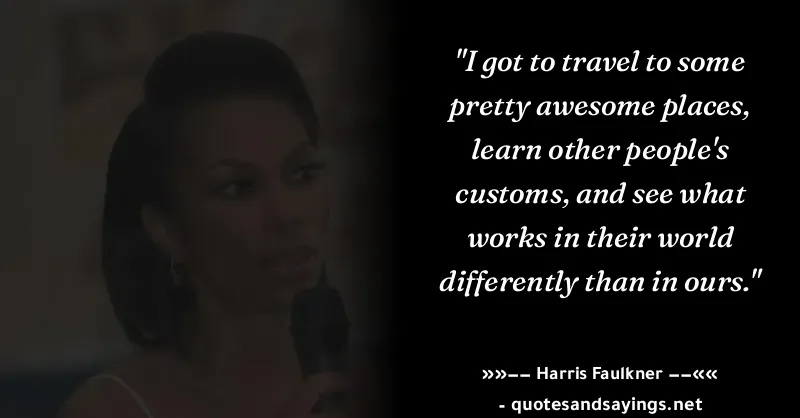 "I got to travel to some
pretty awesome places,
learn other people's
customs, and see what
works in their world
differently than in ours."
»»−− Harris Faulkner −−««
- quotesandsayings.net